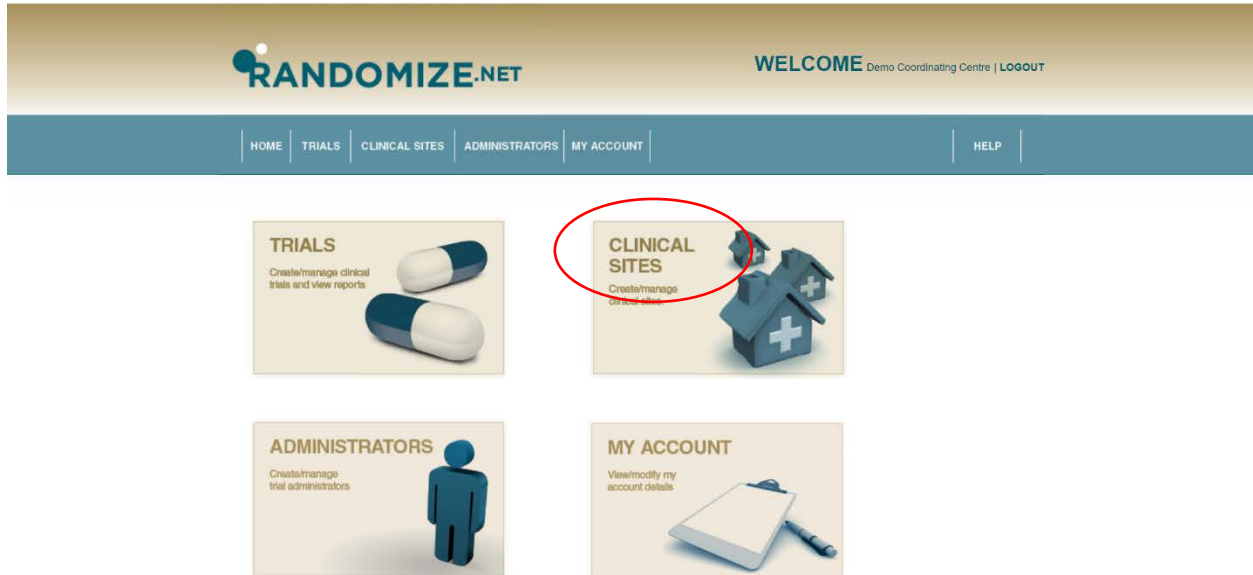 RANDOMIZE.NET
WELCOME Demo Coordinating Centre | LOGOUT
HOME TRIALS CLINICAL SITES ADMINISTRATORS MY ACCOUNT HELP
TRIALS
Create/manage clinical
trials and view reports
CLINICAL
SITES
Create/manage
clinical sites
ADMINISTRATORS
Create/manage
trial administrators
MY ACCOUNT
View/modify my
account details